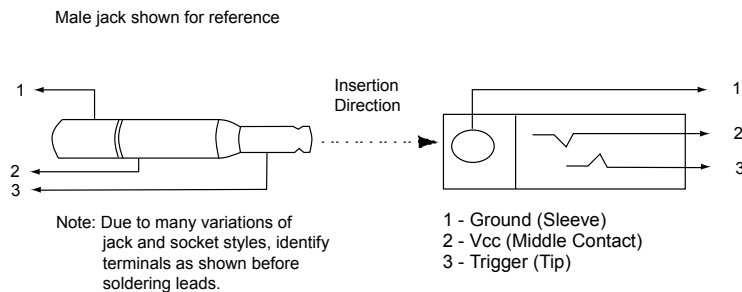 Male jack shown for reference
1
2
3
Insertion
Direction
1
2
3
Note: Due to many variations of
jack and socket styles, identify
terminals as shown before
soldering leads.
1 - Ground (Sleeve)
2 - Vcc (Middle Contact)
3 - Trigger (Tip)